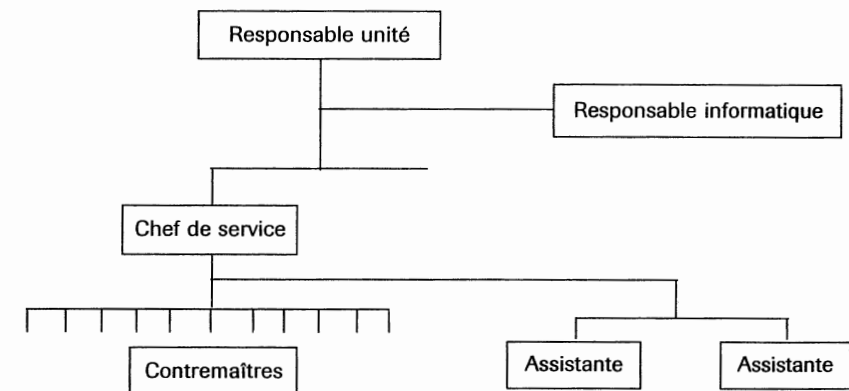 Responsable unité
Responsable informatique
Chef de service
Contremaîtres
Assistante
Assistante